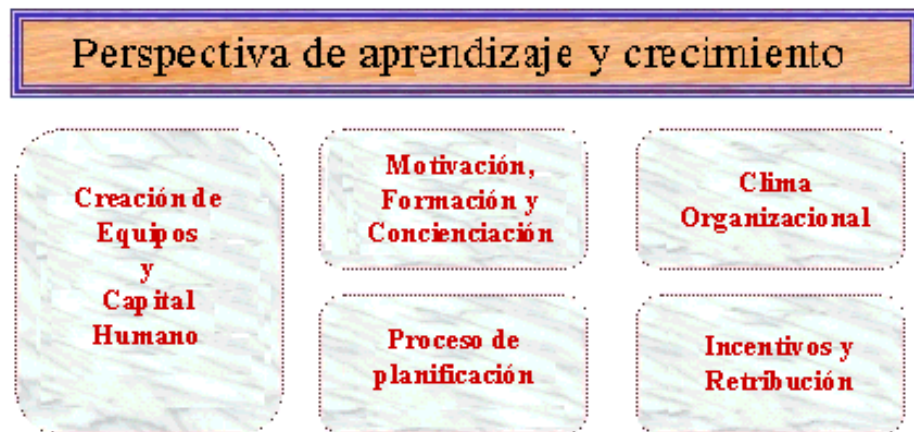 Perspectiva de aprendizaje y crecimiento
Creación de
Equipos
y
Capital
Humano
Motivación,
Formación y
Concienciación
Clima
Organizacional
Proceso de
planificación
Incentivos y
Retribución